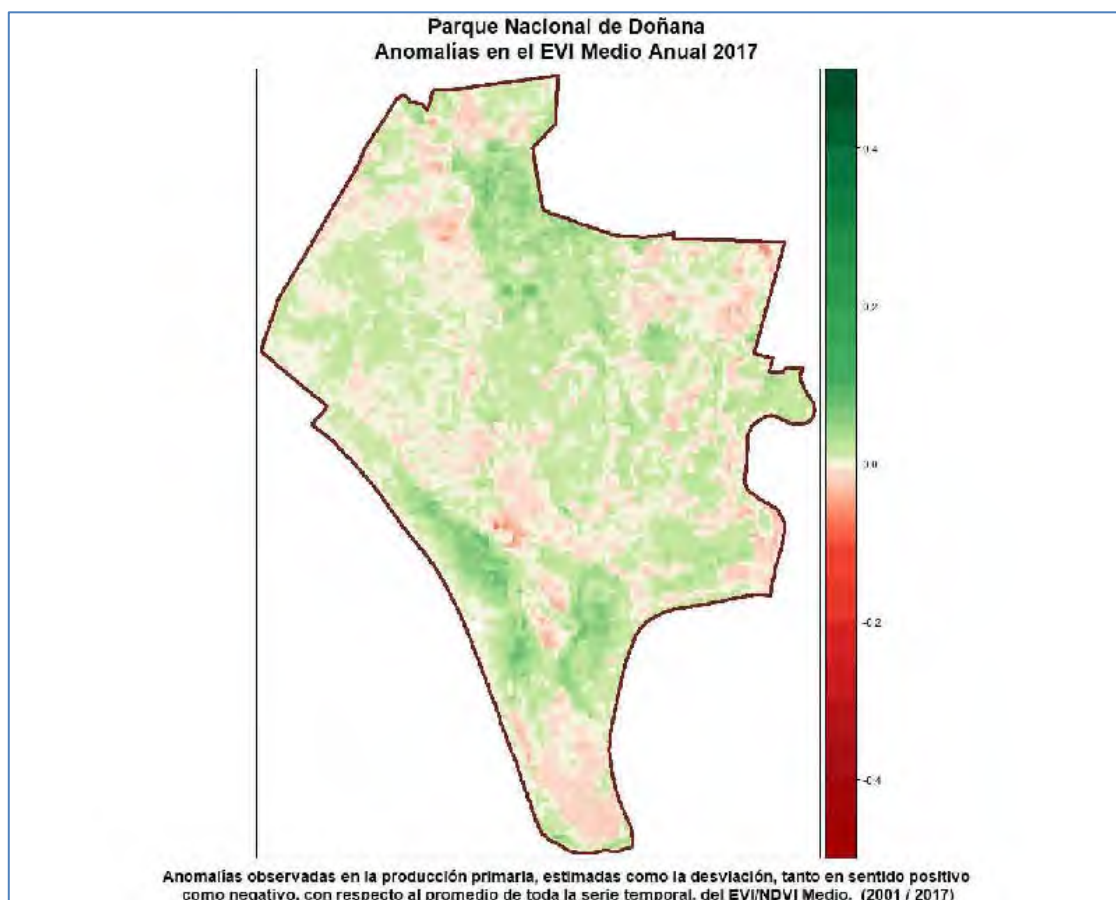 Parque Nacional de Doñana
Anomalías en el EVI Medio Anual 2017
0.4
0.2
0.0
-0.2
-0.4
Anomalías observadas en la producción primaria, estimadas como la desviación, tanto en sentido positivo
como negativo, con respecto al promedio de toda la serie temporal, del EVI/NDVI Medio. (2001 / 2017)